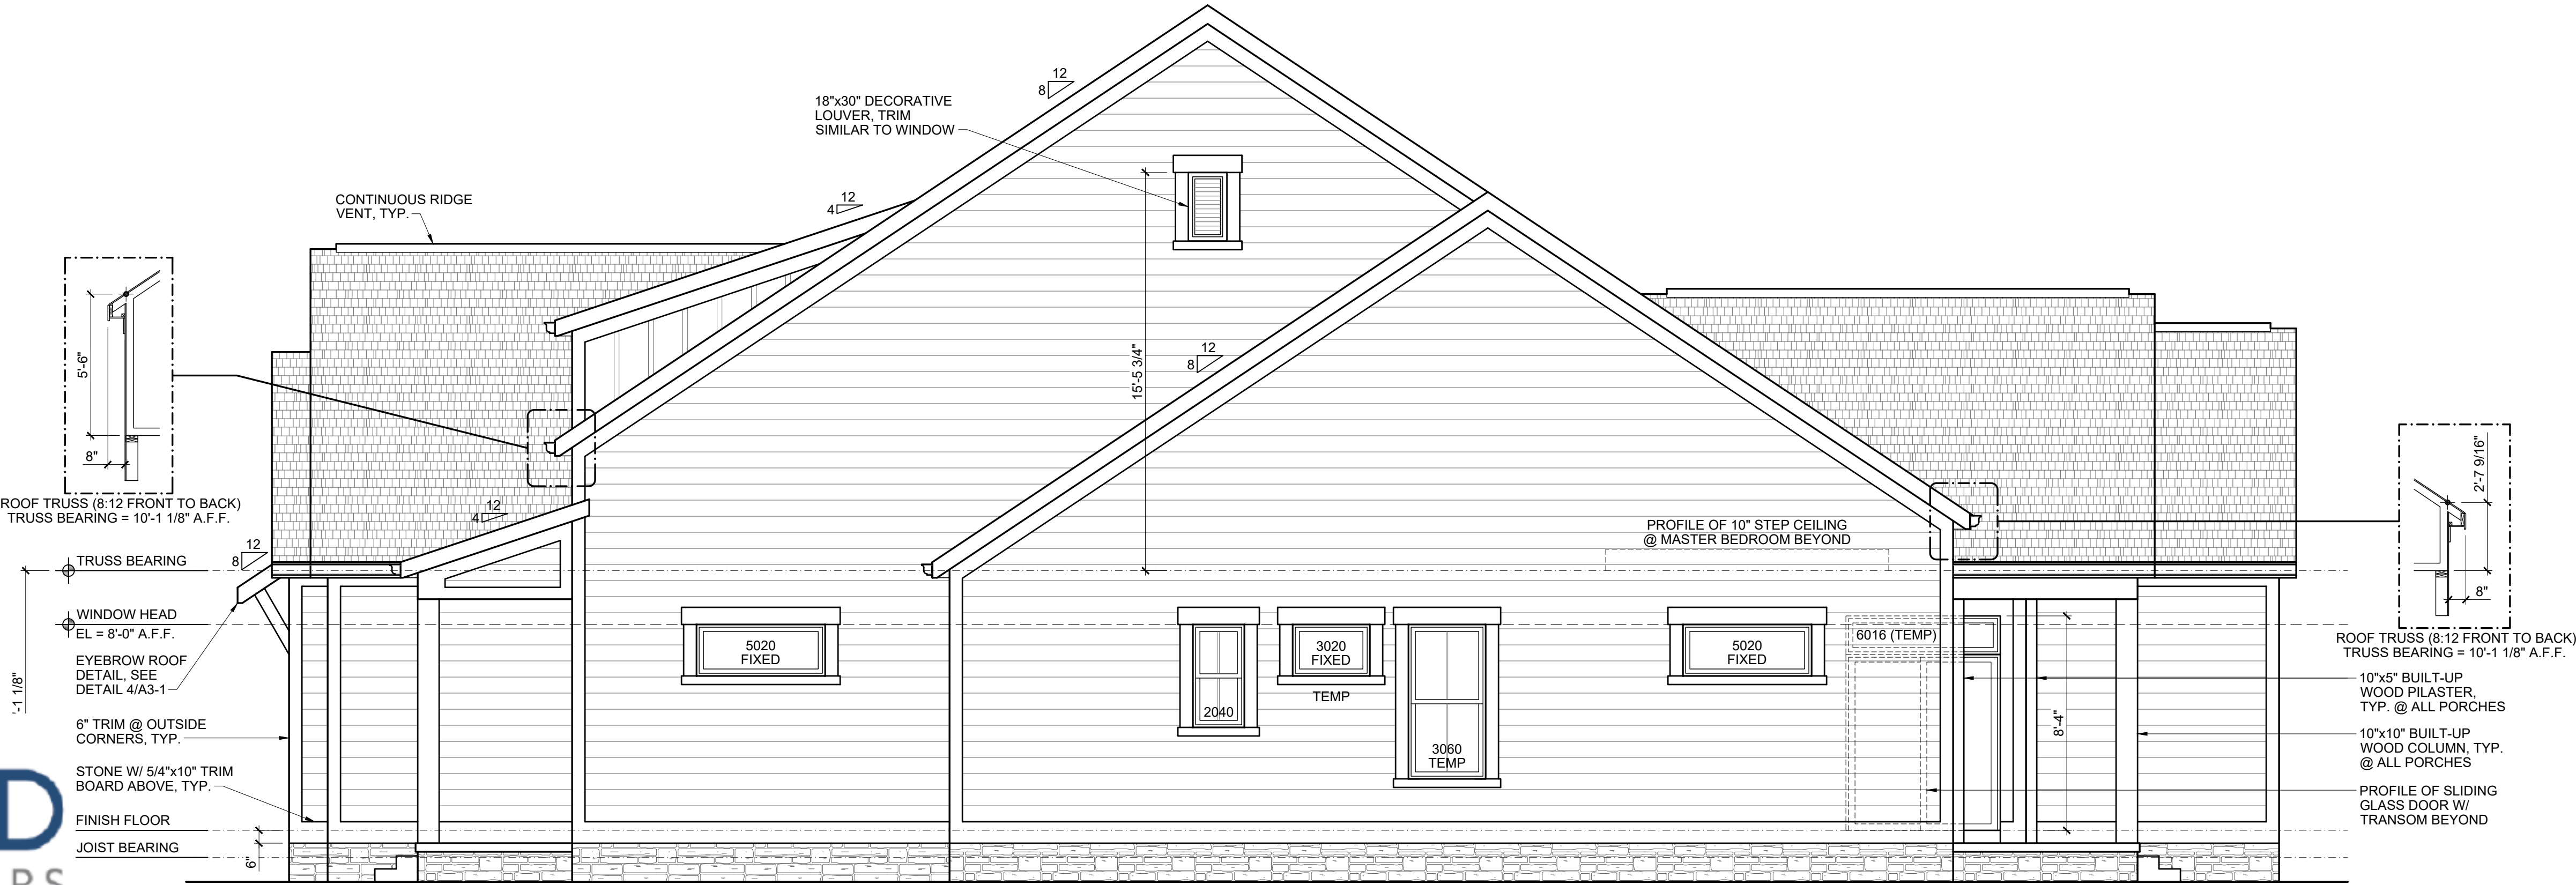 12
8
18"x30" DECORATIVE
LOUVER, TRIM
SIMILAR TO WINDOW
CONTINUOUS RIDGE
VENT, TYP.
12
4
5'-6"
8"
ROOF TRUSS (8:12 FRONT TO BACK)
TRUSS BEARING = 10'-1 1/8" A.F.F.
12
4
12
8
15'-5 3/4"
12
8
TRUSS BEARING
WINDOW HEAD
EL = 8'-0" A.F.F.
EYEBROW ROOF
DETAIL, SEE
DETAIL 4/A3-1
'-1 1/8"
6" TRIM @ OUTSIDE
CORNERS, TYP.
STONE W/ 5/4"x10" TRIM
BOARD ABOVE, TYP.
FINISH FLOOR
JOIST BEARING
6"
D
RS
5020
FIXED
2040
3020
FIXED
TEMP
3060
TEMP
5020
FIXED
PROFILE OF 10" STEP CEILING
@ MASTER BEDROOM BEYOND
6016 (TEMP)
8'-4"
2'-7 9/16"
8"
ROOF TRUSS (8:12 FRONT TO BACK)
TRUSS BEARING = 10'-1 1/8" A.F.F.
10"x5" BUILT-UP
WOOD PILASTER,
TYP. @ ALL PORCHES
10"x10" BUILT-UP
WOOD COLUMN, TYP.
@ ALL PORCHES
PROFILE OF SLIDING
GLASS DOOR W/
TRANSOM BEYOND